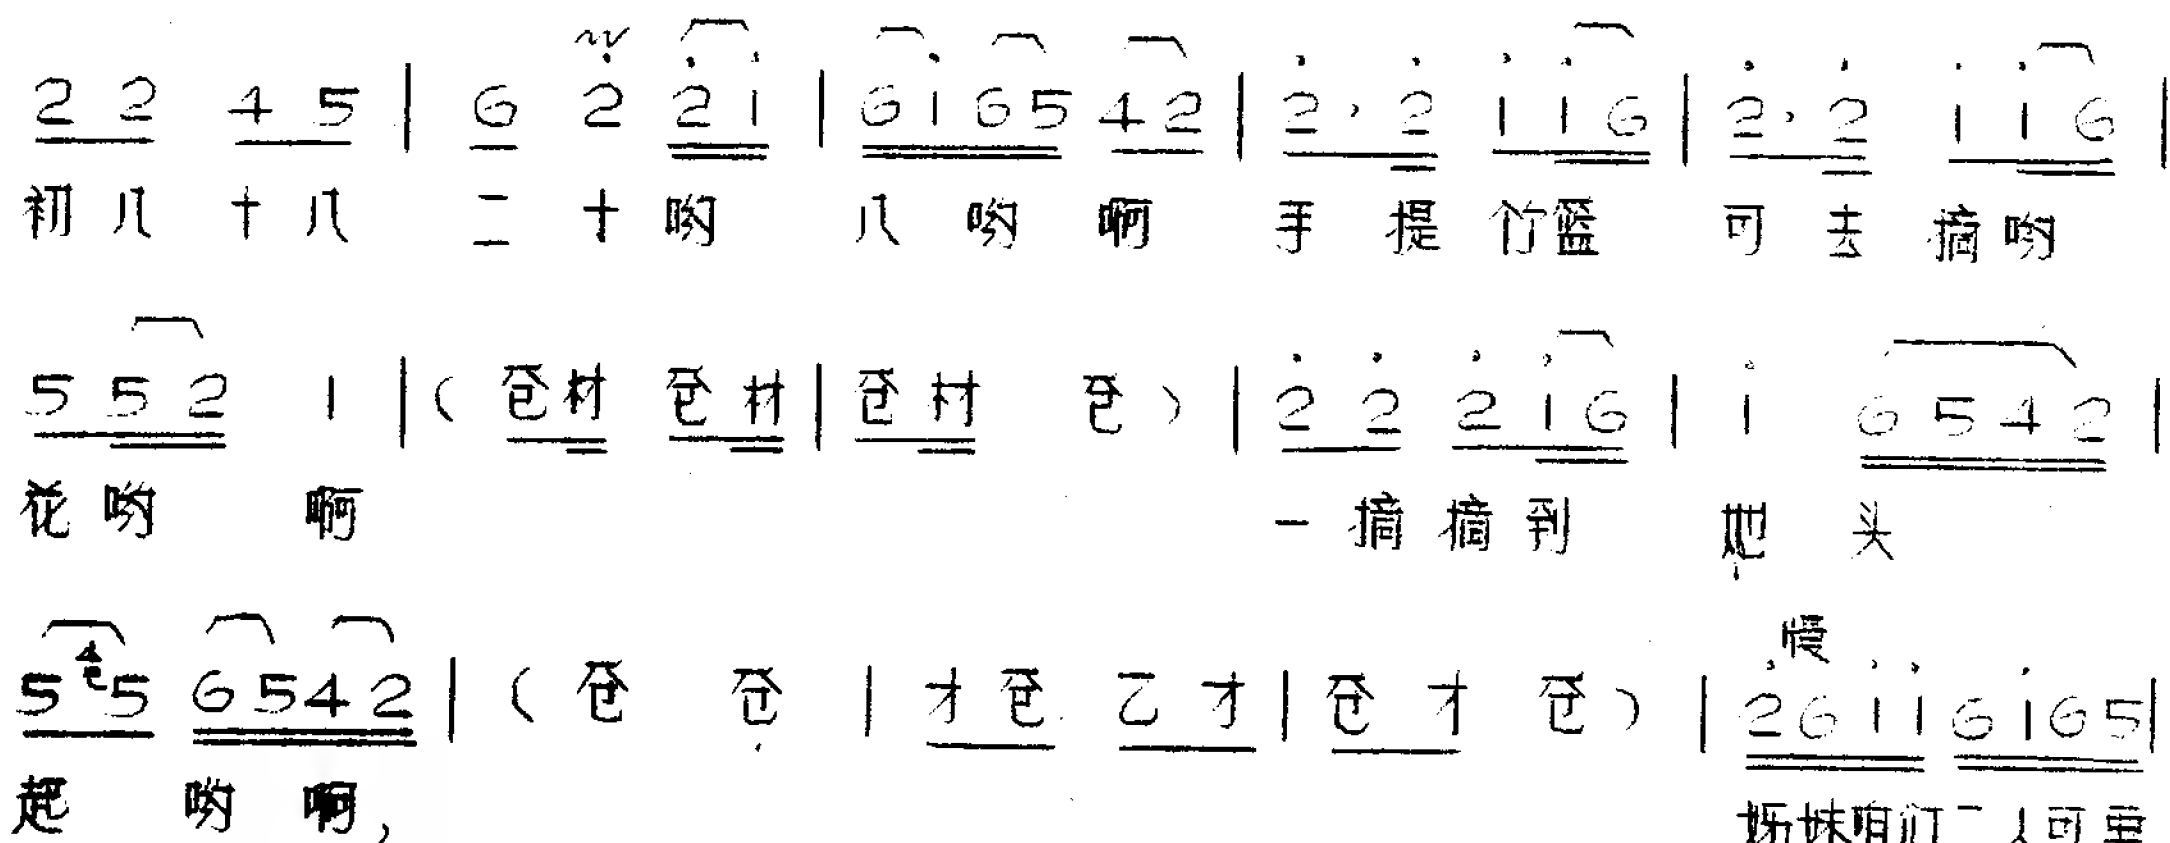 2 2 4 5 | 6 2̇ 2̇ 1̇ | 6 1̇ 6 5 4 2 | 2̇ · 2̇ 1̇ 1̇ 6 | 2̇ · 2̇ 1̇ 1̇ 6 |
初 八 十 八 二 十 哟 八 哟 啊 手 提 竹 篮 可 去 摘 哟
5 5 2 1 | ( 仓 村 仓 村 | 仓 村 仓 ) | 2̇ 2̇ 2̇ 1̇ 6 | 1̇ 6 5 4 2 |
花 哟 啊 一 摘 摘 到 她 头
慢
5 4 5 6 5 4 2 | ( 仓 仓 | 才 仓 乙 才 | 仓 才 仓 ) | 2̇ 6 1̇ 1̇ 6 1̇ 6 5 |
起 哟 啊, 姊 妹 咱 们 二 人 可